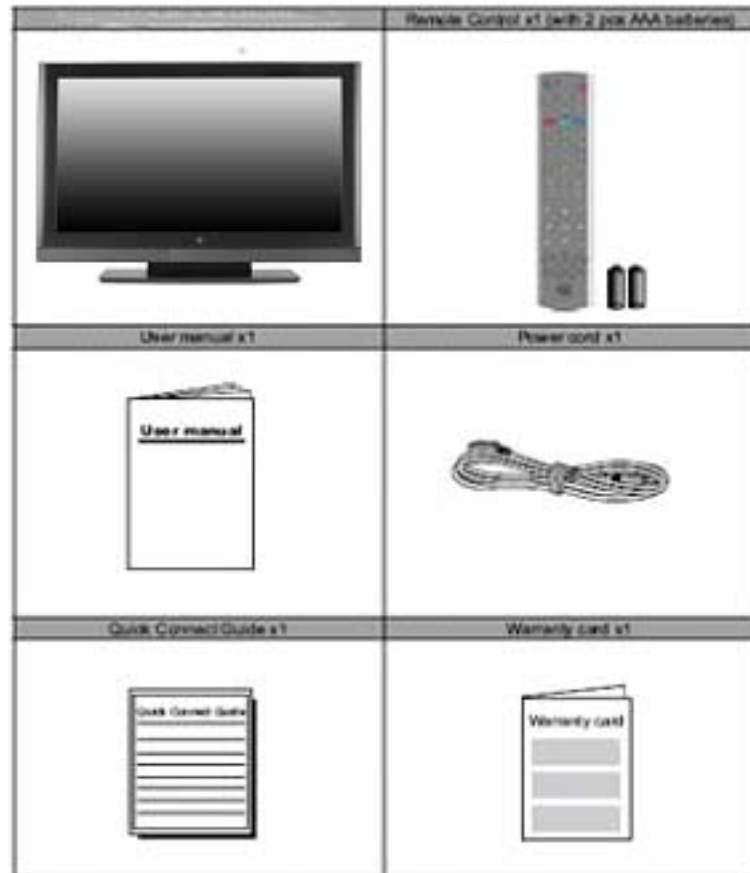 Remote Control x1 (with 2 pcs AAA batteries)
User manual x1
Power cord x1
User manual
Quick Connect Guide x1
Warranty card x1
Quick Connect Guide
Warranty card